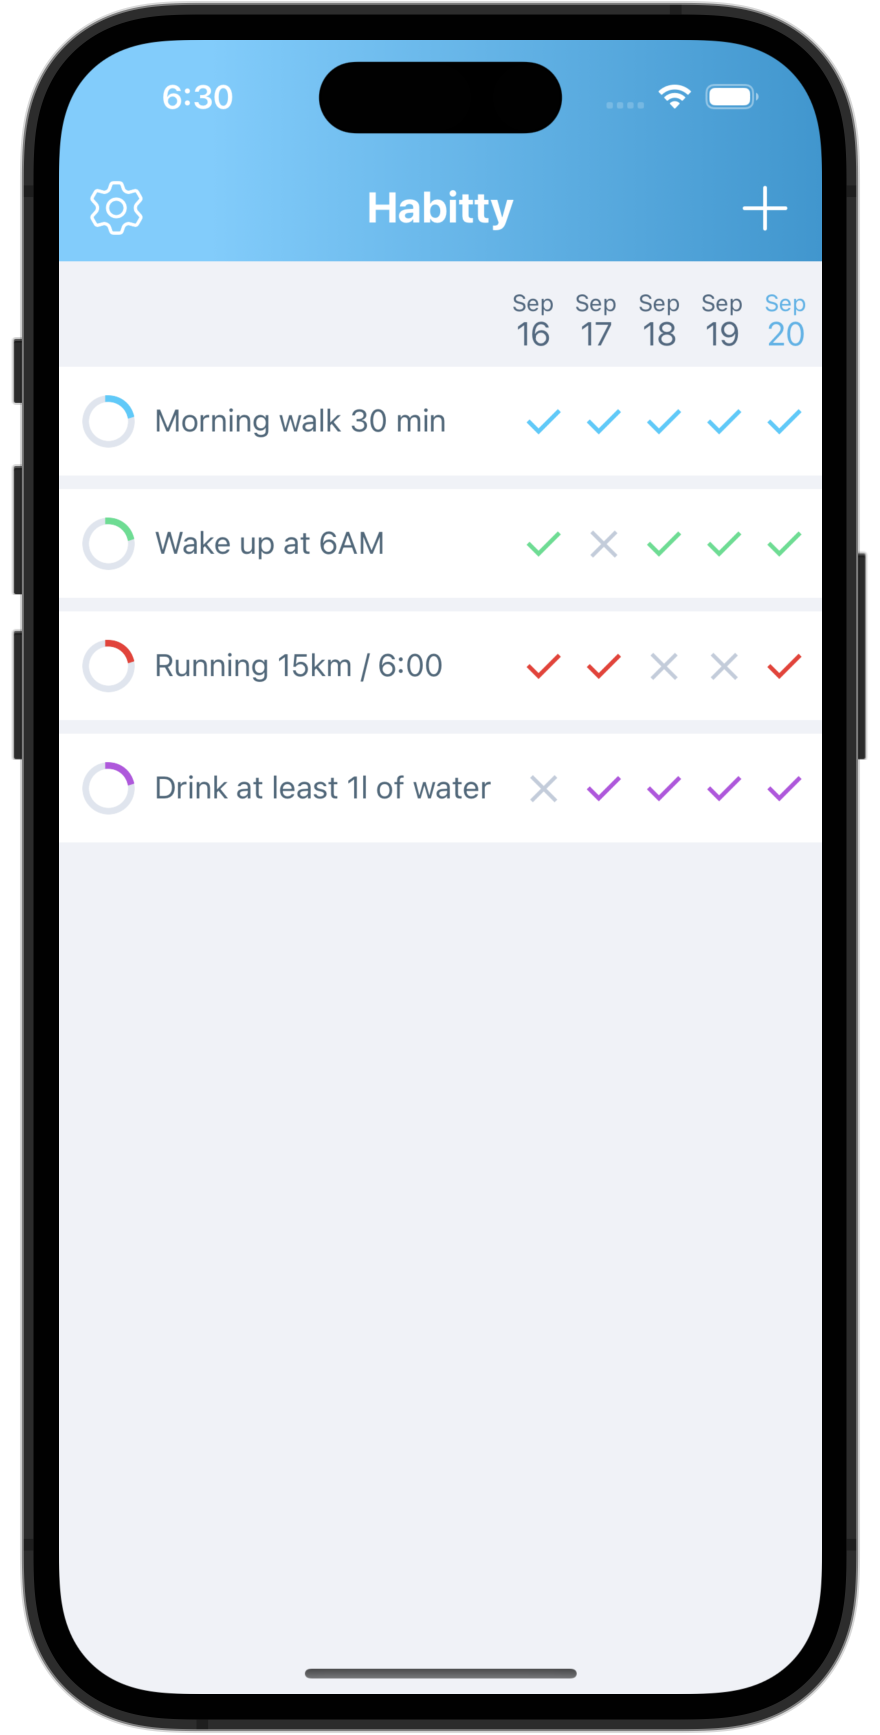 6:30
Habitty
Sep Sep Sep Sep Sep
16 17 18 19 20
Morning walk 30 min
Wake up at 6AM
Running 15km / 6:00
Drink at least 1l of water